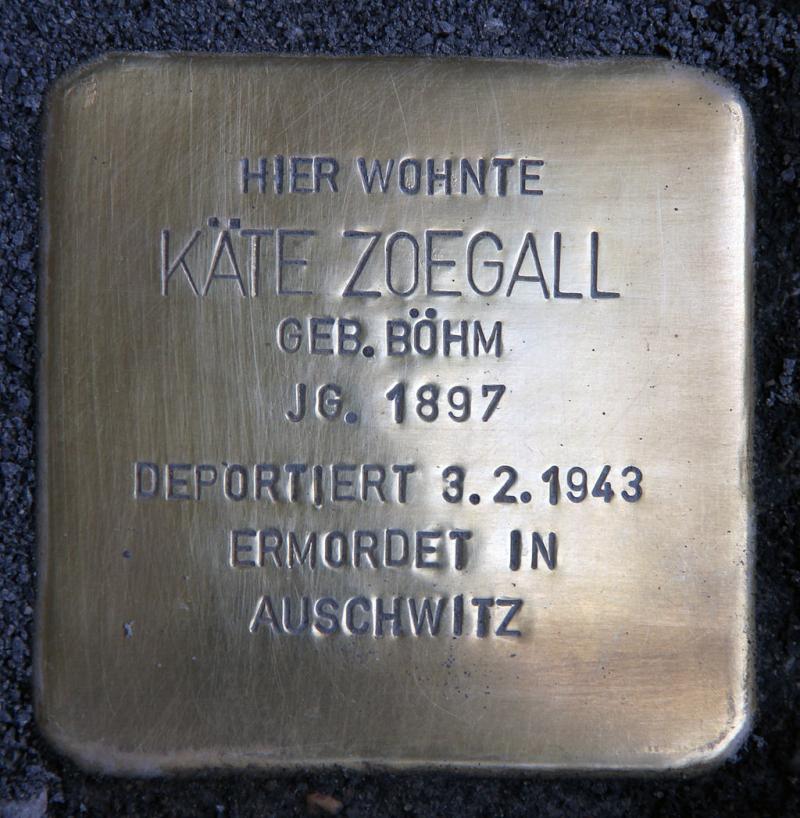 HIER WOHNTE
KÄTE ZOEGALL
GEB. BÖHM
JG. 1897
DEPORTIERT 3.2.1943
ERMORDET IN
AUSCHWITZ